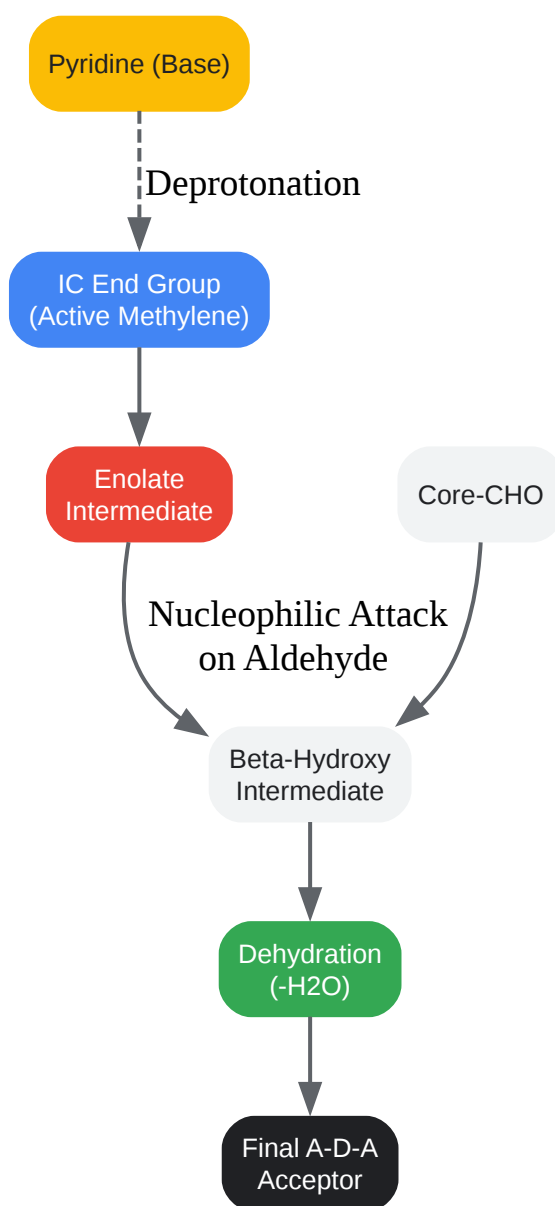 Pyridine (Base)
Deprotonation
IC End Group
(Active Methylene)
Enolate
Intermediate
Core-CHO
Nucleophilic Attack
on Aldehyde
Beta-Hydroxy
Intermediate
Dehydration
(-H2O)
Final A-D-A
Acceptor